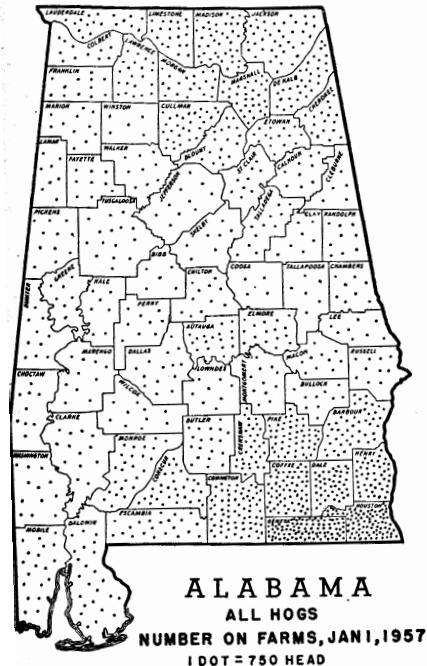 LAUDERDALE
LIMESTONE
MADISON
JACKSON
COLBERT
LAWRENCE
MORGAN
FRANKLIN
MARSHALL
DE KALB
CHEROKEE
MARION
WINSTON
CULLMAN
ETOWAH
LAMAR
WALKER
BLOUNT
FAYETTE
JEFFERSON
ST CLAIR
CALHOUN
CLEBURNE
TUSCALOOSA
TALLADEGA
PICKENS
SHELBY
CLAY
RANDOLPH
BIBB
GREENE
CHILTON
COOSA
TALLAPOOSA
CHAMBERS
SUMTER
HALE
PERRY
ELMORE
LEE
AUTAUGA
MARENGO
DALLAS
MONTGOMERY
MACON
RUSSELL
CHOCTAW
LOWNDES
WILCOX
BULLOCK
CLARKE
BUTLER
CRENSHAW
PIKE
BARBOUR
MONROE
WASHINGTON
CONECUH
COFFEE
DALE
HENRY
COVINGTON
ESCAMBIA
HOUSTON
MOBILE
BALDWIN
ALABAMA
ALL HOGS
NUMBER ON FARMS, JAN 1, 1957
1 DOT = 750 HEAD